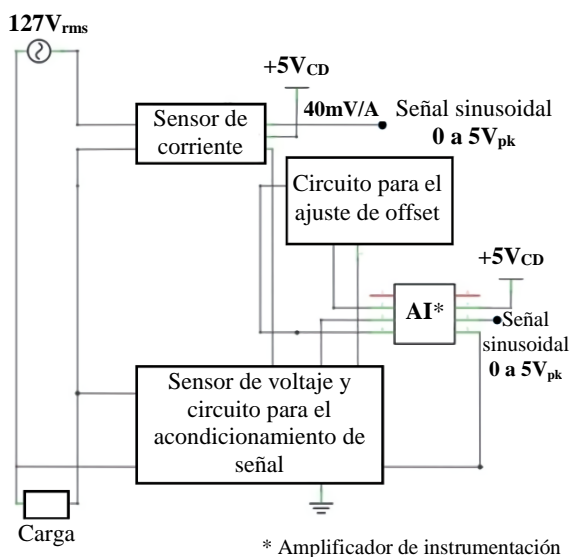 127Vrms
+5VCD
40mV/A
Señal sinusoidal
0 a 5Vpk
Sensor de
corriente
Circuito para el
ajuste de offset
+5VCD
AI*
Señal
sinusoidal
0 a 5Vpk
Sensor de voltaje y
circuito para el
acondicionamiento de
señal
Carga
* Amplificador de instrumentación